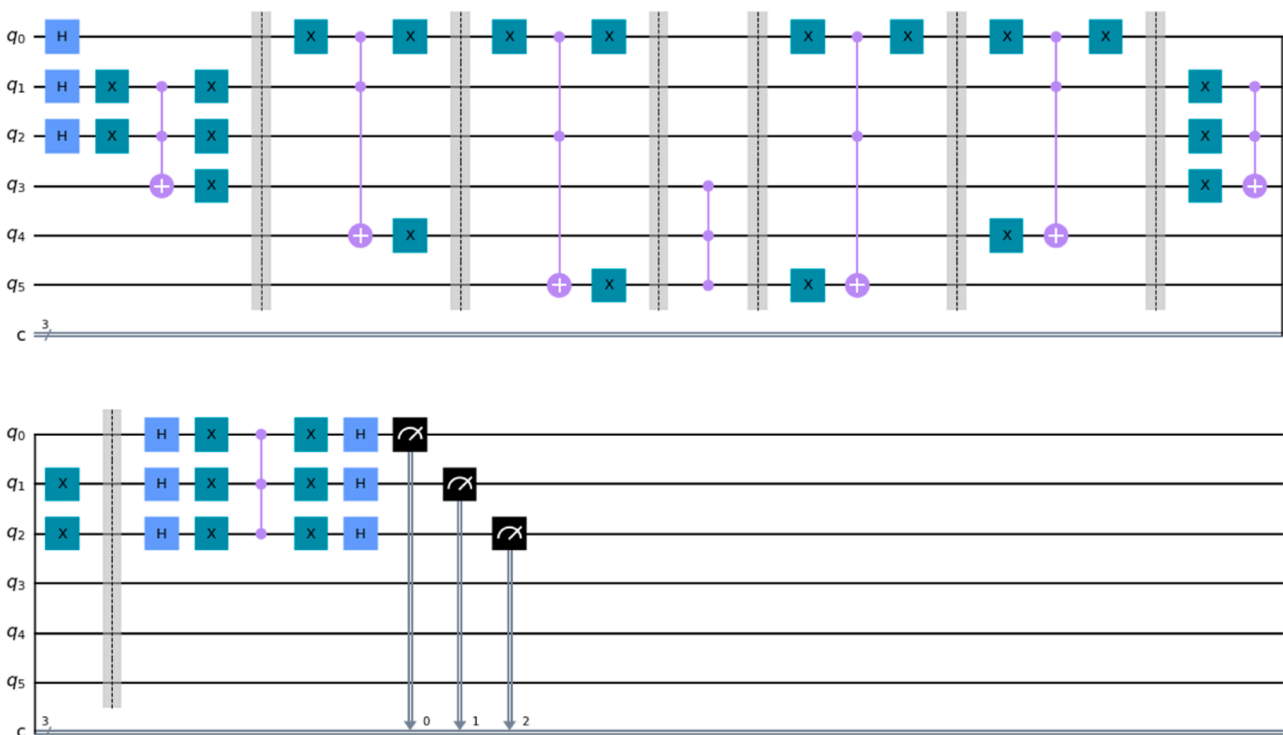 q0 H X X X X X X X X
q1 H X X X
q2 H X X X
q3 X X
q4 X X
q5 X X
3
c
q0 H X X H
q1 X H X X H
q2 X H X X H
q3
q4
q5
3 0 1 2
c